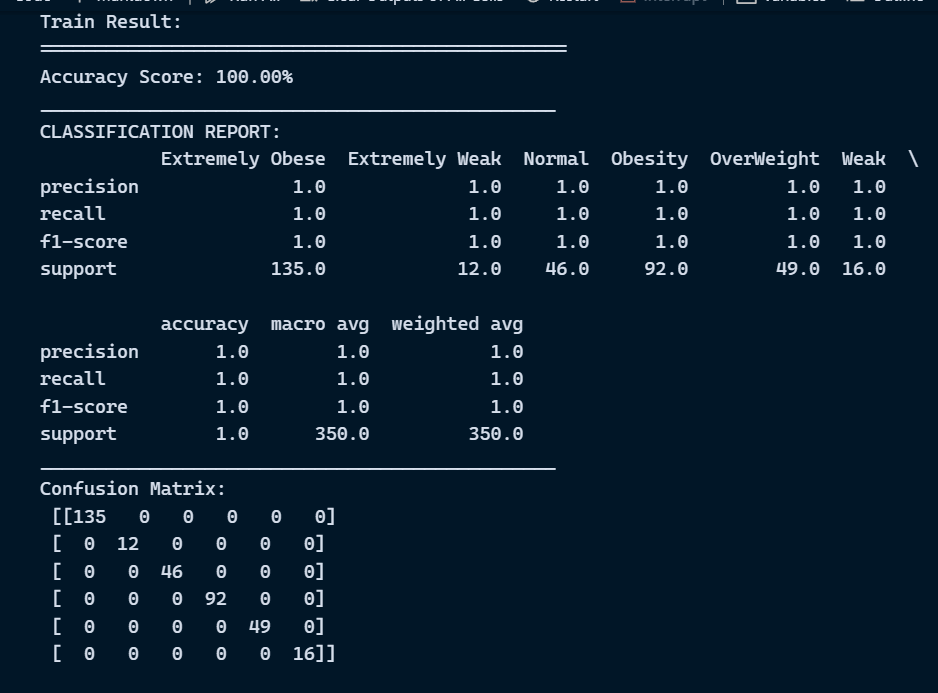 Train Result:
================================================
Accuracy Score: 100.00%
_______________________________________________
CLASSIFICATION REPORT:
           Extremely Obese  Extremely Weak  Normal  Obesity  OverWeight  Weak  \
precision              1.0             1.0     1.0      1.0         1.0   1.0
recall                 1.0             1.0     1.0      1.0         1.0   1.0
f1-score               1.0             1.0     1.0      1.0         1.0   1.0
support              135.0            12.0    46.0     92.0        49.0  16.0
           accuracy  macro avg  weighted avg
precision       1.0        1.0           1.0
recall          1.0        1.0           1.0
f1-score        1.0        1.0           1.0
support         1.0      350.0         350.0
_______________________________________________
Confusion Matrix:
 [[135   0   0   0   0   0]
 [  0  12   0   0   0   0]
 [  0   0  46   0   0   0]
 [  0   0   0  92   0   0]
 [  0   0   0   0  49   0]
 [  0   0   0   0   0  16]]